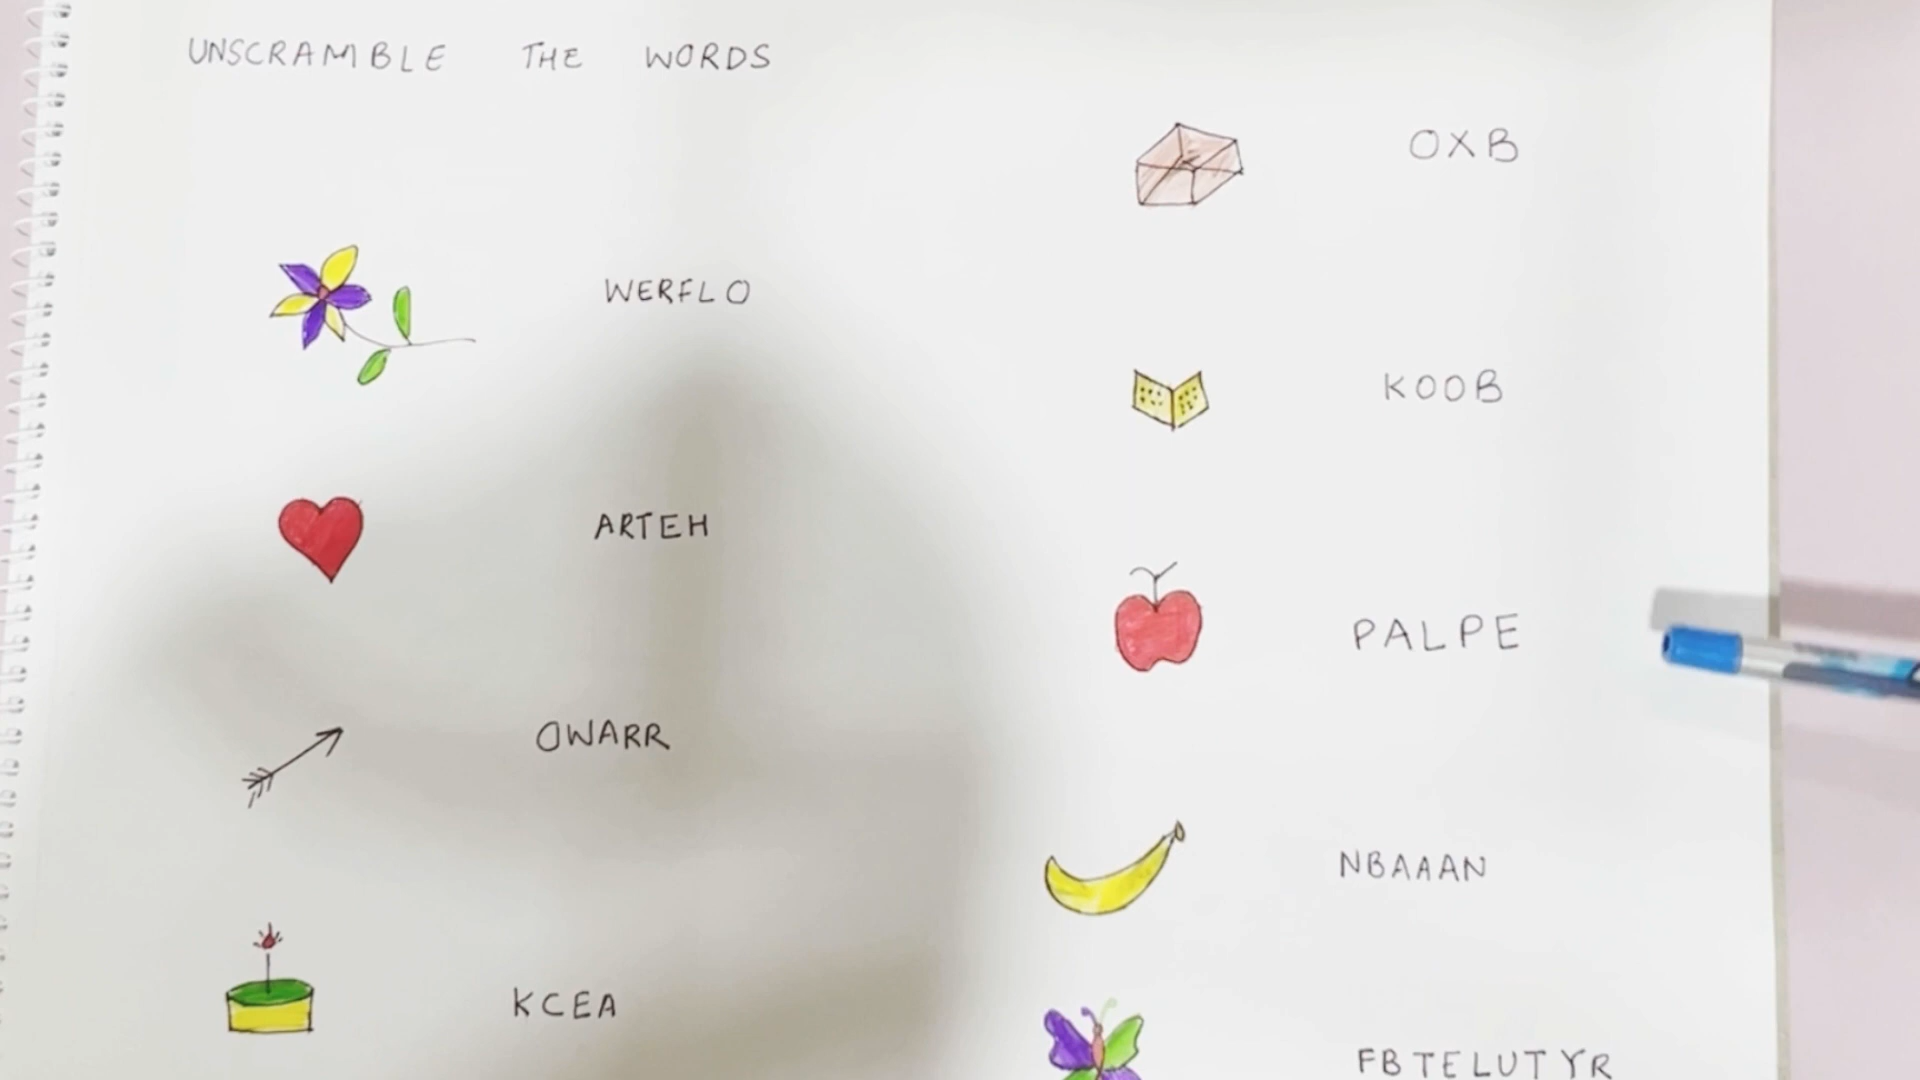 UNSCRAMBLE THE WORDS
WERFLO
ARTEH
OWARR
KCEA
OXB
KOOB
PALPE
NBAAAN
FBTELUTYR